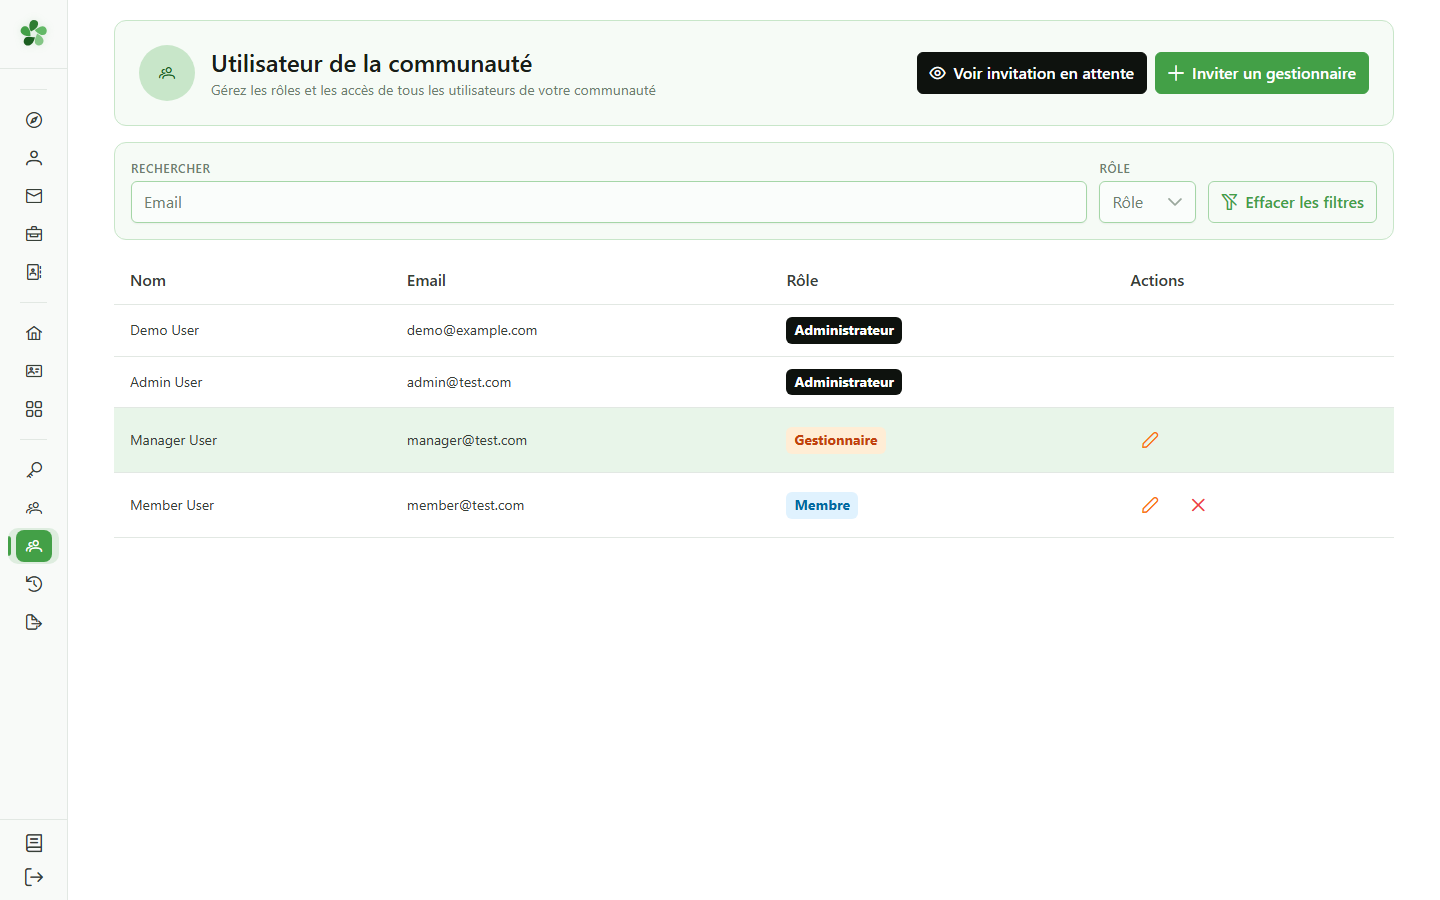 Utilisateur de la communauté
Gérez les rôles et les accès de tous les utilisateurs de votre communauté
Voir invitation en attente
Inviter un gestionnaire
RECHERCHER
RÔLE
Email
Rôle
Effacer les filtres
Nom Email Rôle Actions
Demo User demo@example.com Administrateur
Admin User admin@test.com Administrateur
Manager User manager@test.com Gestionnaire
Member User member@test.com Membre